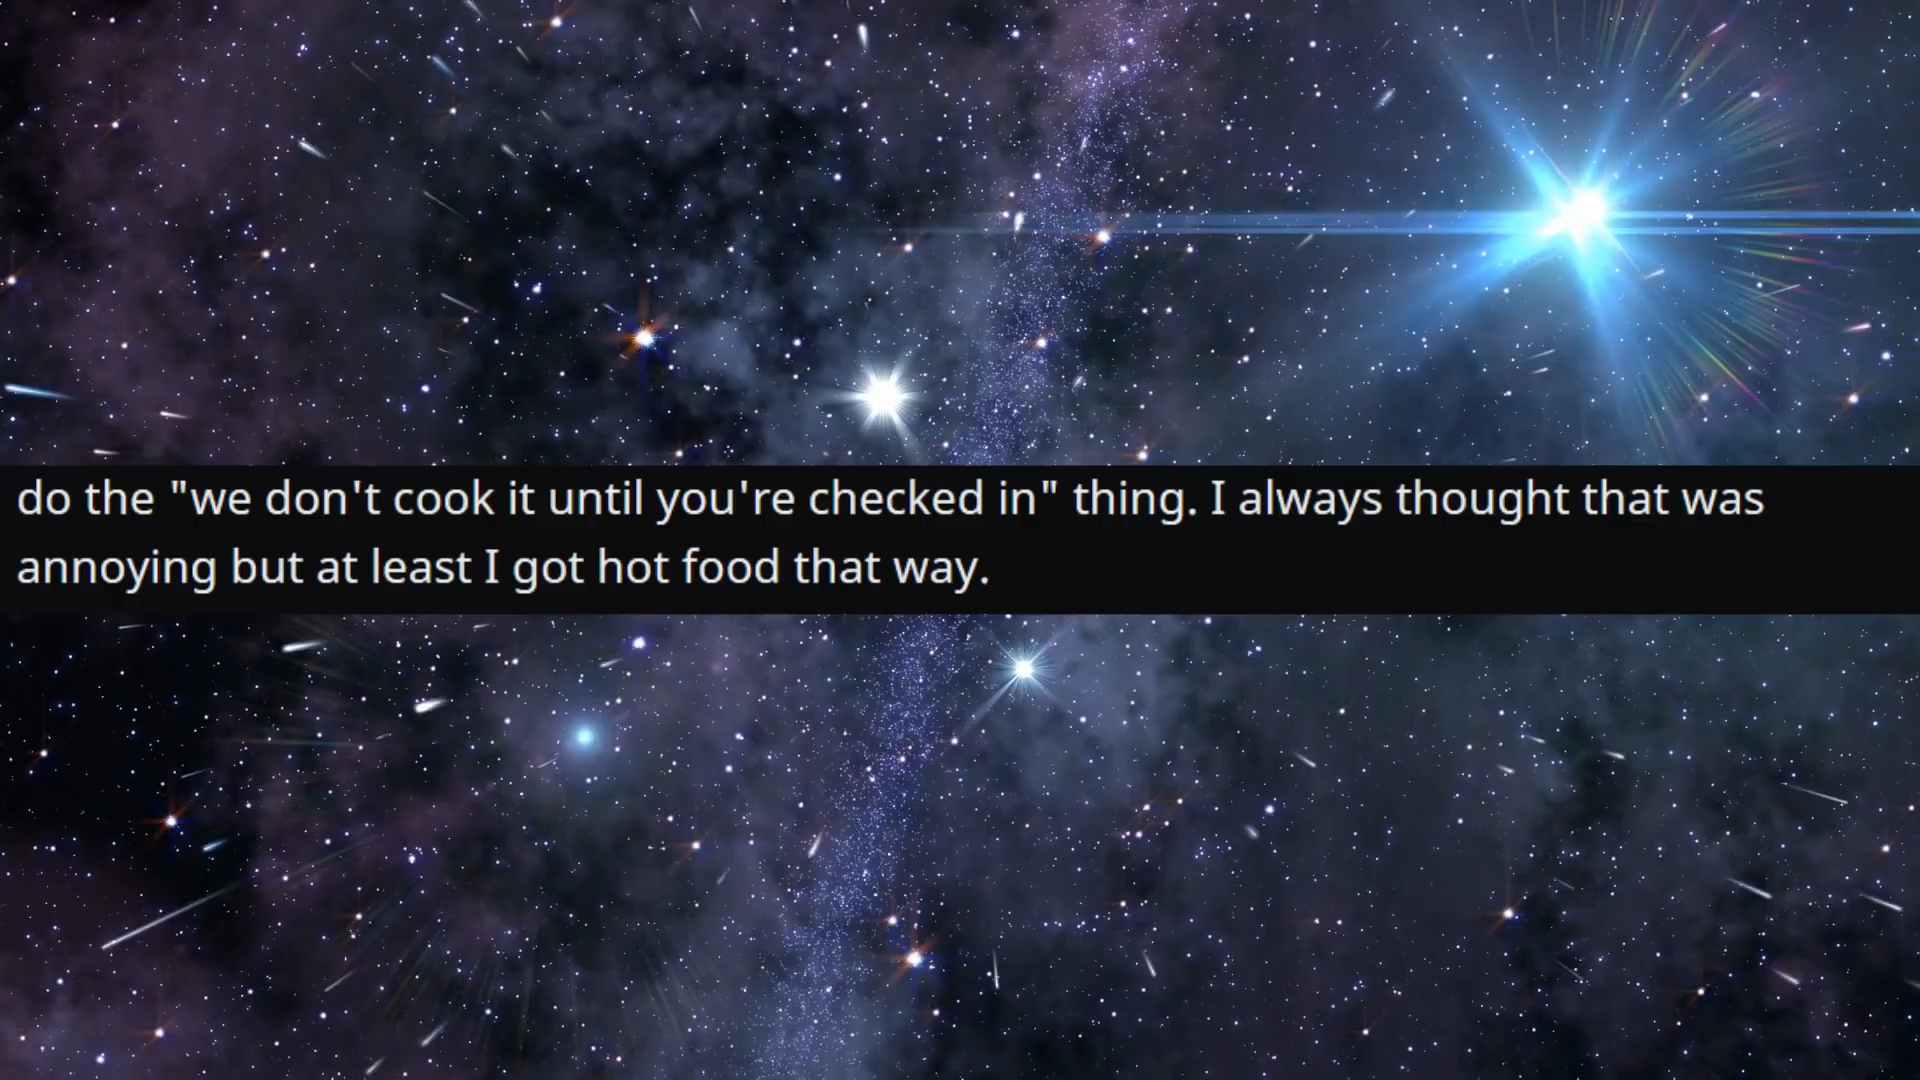 do the "we don't cook it until you're checked in" thing. I always thought that was
annoying but at least I got hot food that way.